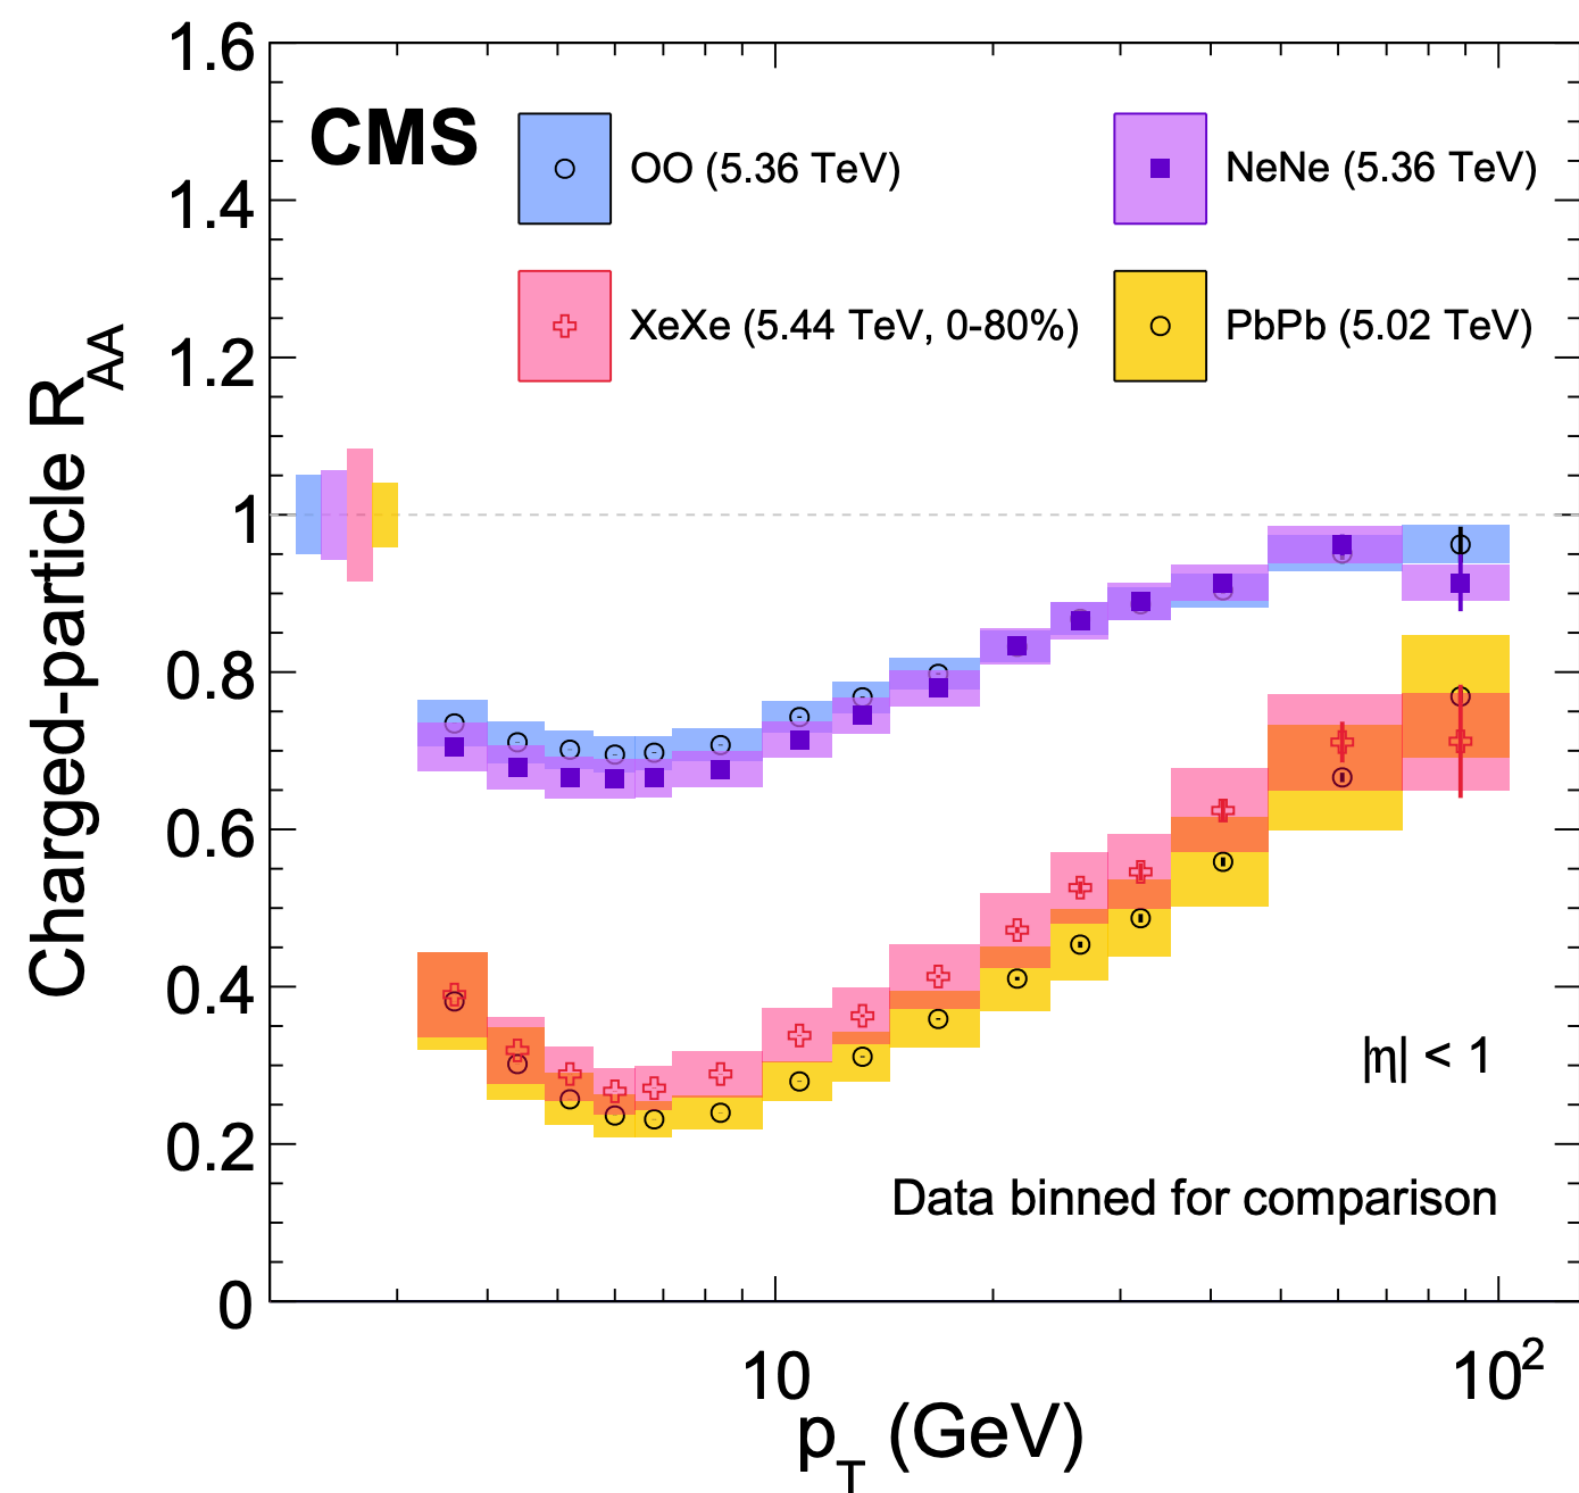 CMS
OO (5.36 TeV)
NeNe (5.36 TeV)
XeXe (5.44 TeV, 0-80%)
PbPb (5.02 TeV)
Charged-particle R_AA
1.6
1.4
1.2
1
0.8
0.6
0.4
0.2
0
|η| < 1
Data binned for comparison
10
10²
p_T (GeV)